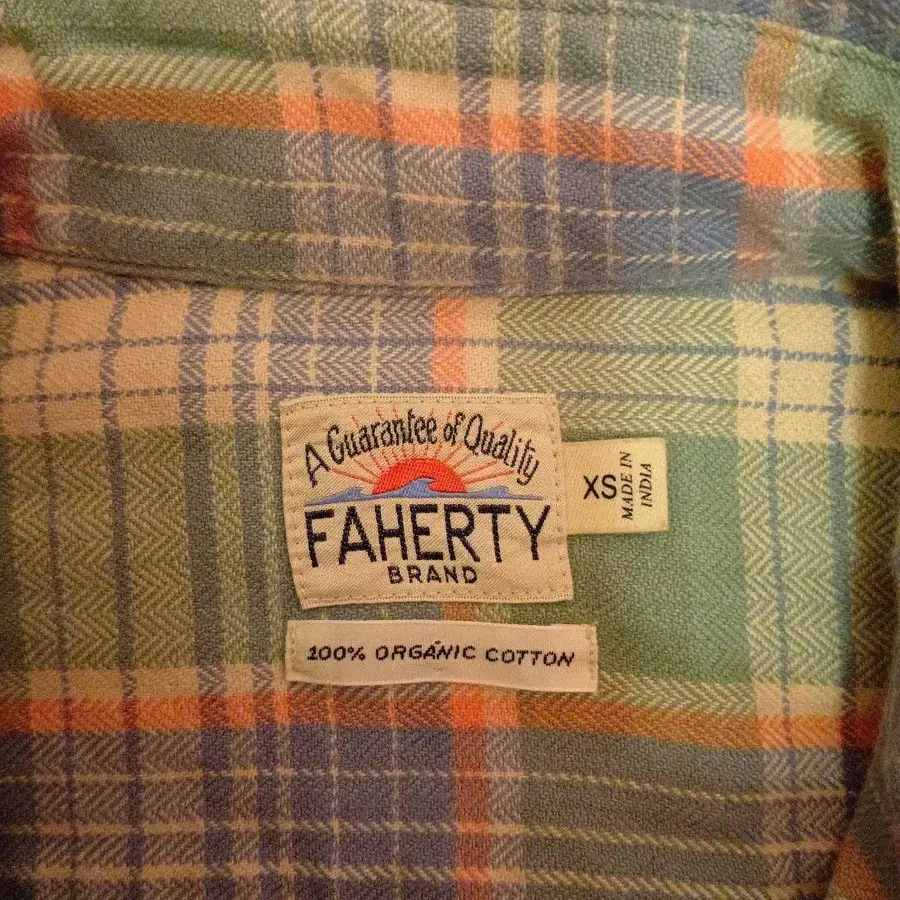 A Guarantee of Quality
FAHERTY
BRAND
XS
MADE IN
INDIA
100% ORGANIC COTTON